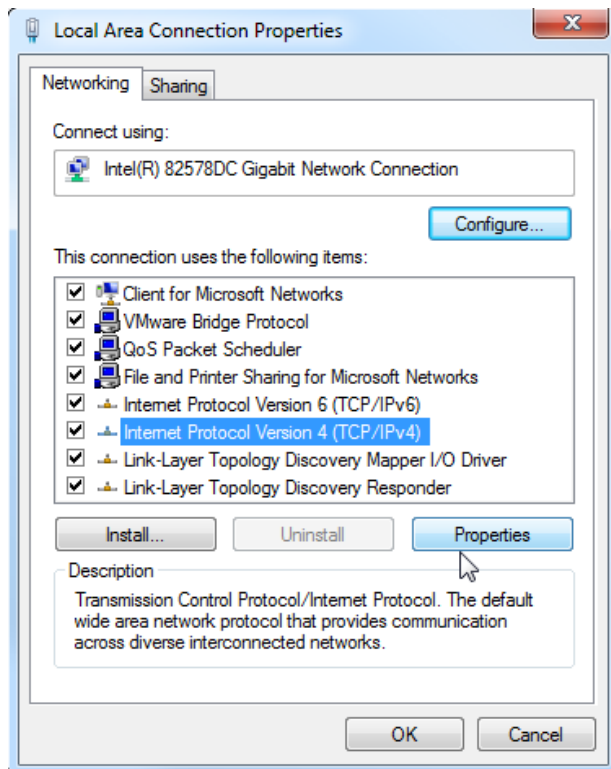 Local Area Connection Properties
Networking
Sharing
Connect using:
Intel(R) 82578DC Gigabit Network Connection
Configure...
This connection uses the following items:
Client for Microsoft Networks
VMware Bridge Protocol
QoS Packet Scheduler
File and Printer Sharing for Microsoft Networks
Internet Protocol Version 6 (TCP/IPv6)
Internet Protocol Version 4 (TCP/IPv4)
Link-Layer Topology Discovery Mapper I/O Driver
Link-Layer Topology Discovery Responder
Install...
Uninstall
Properties
Description
Transmission Control Protocol/Internet Protocol. The default
wide area network protocol that provides communication
across diverse interconnected networks.
OK
Cancel